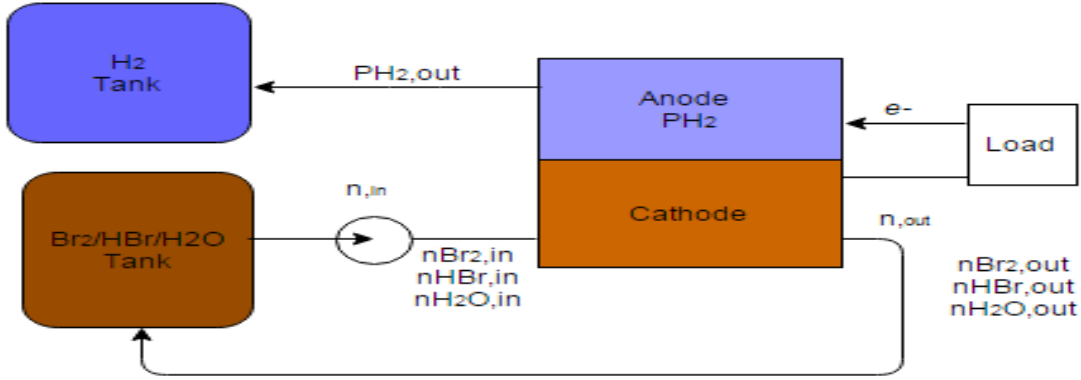 H2
Tank
PH2,out
Anode
PH2
e-
Load
Br2/HBr/H2O
Tank
n,in
nBr2,in
nHBr,in
nH2O,in
Cathode
n,out
nBr2,out
nHBr,out
nH2O,out